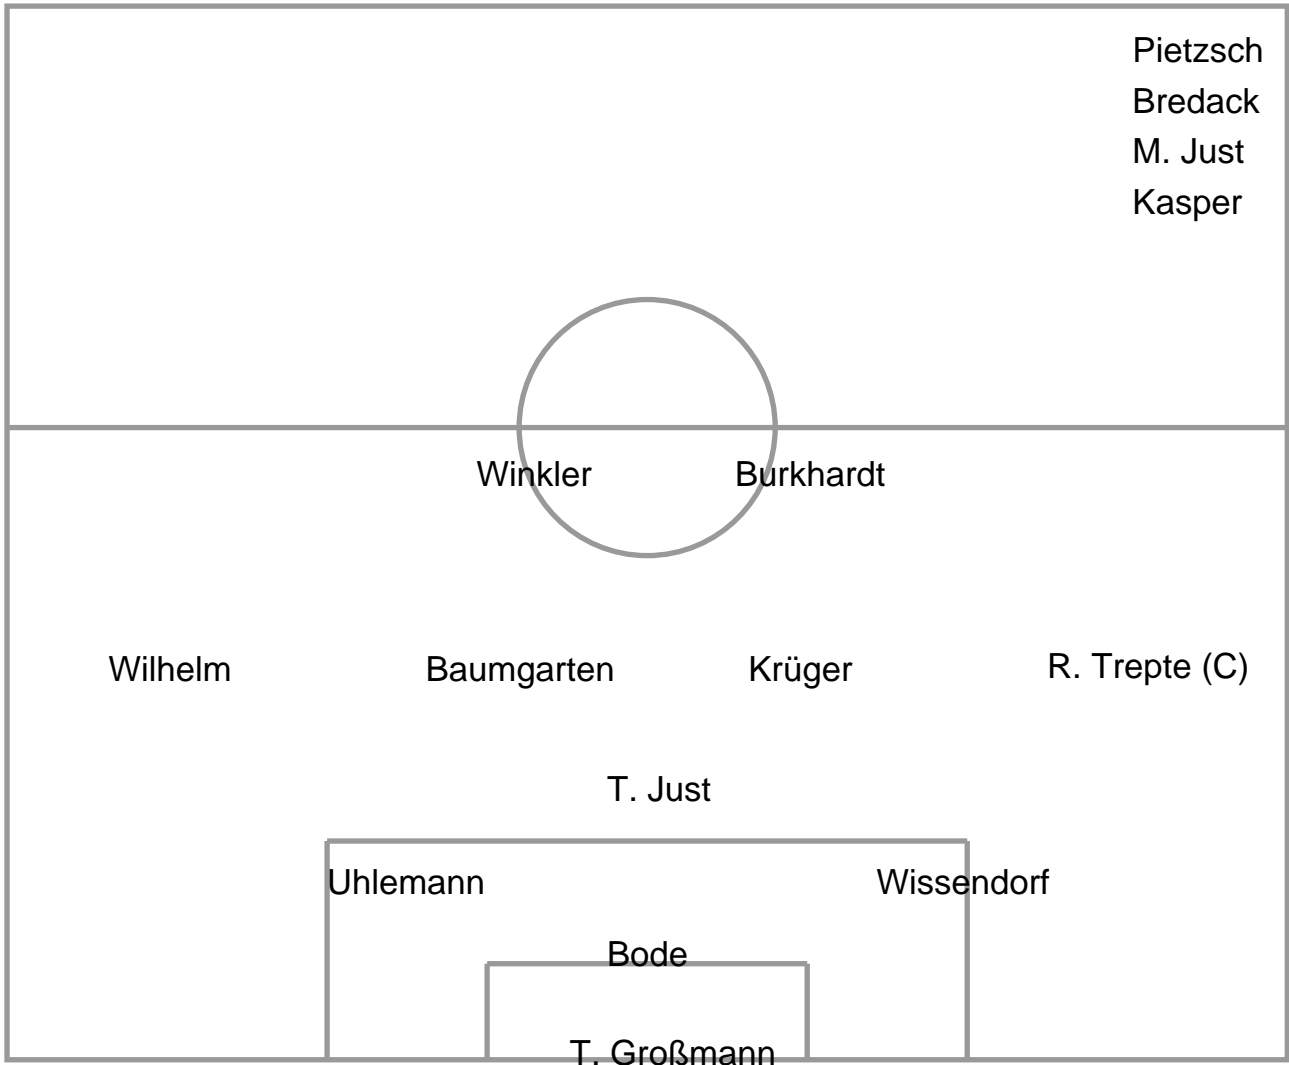 Pietzsch
Bredack
M. Just
Kasper
Winkler Burkhardt
Wilhelm Baumgarten Krüger R. Trepte (C)
T. Just
Uhlemann Wissendorf
Bode
T. Großmann